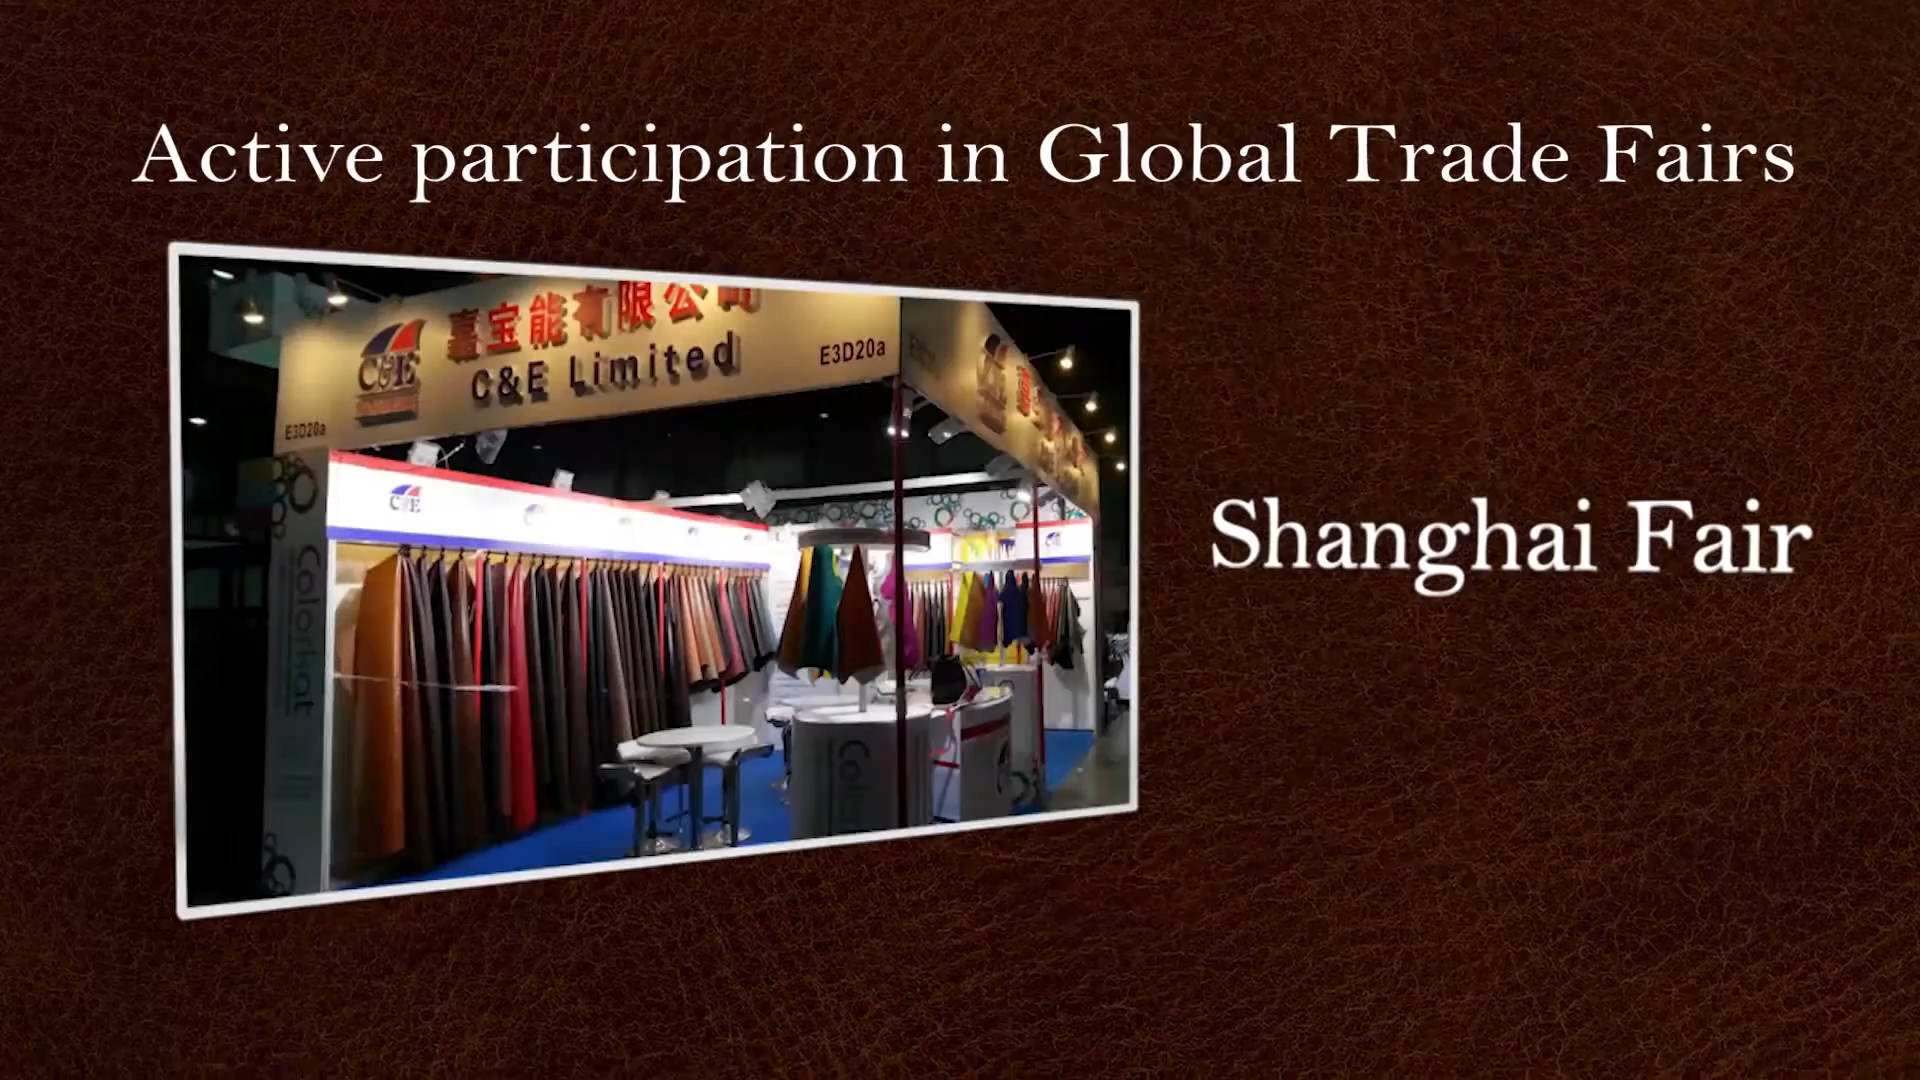 Active participation in Global Trade Fairs
嘉宝能有限公司
C&E
C&E Limited
E3D20a
E3D20a
C&E
Colorkat
Shanghai Fair